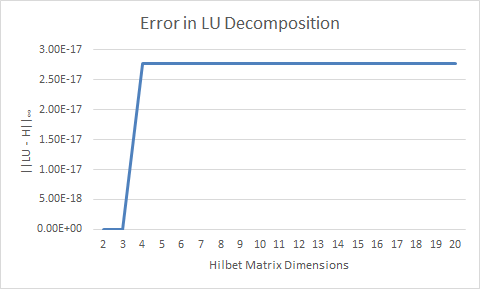 Error in LU Decomposition
3.00E-17
2.50E-17
2.00E-17
1.50E-17
1.00E-17
5.00E-18
0.00E+00
||LU - H||∞
2 3 4 5 6 7 8 9 10 11 12 13 14 15 16 17 18 19 20
Hilbet Matrix Dimensions